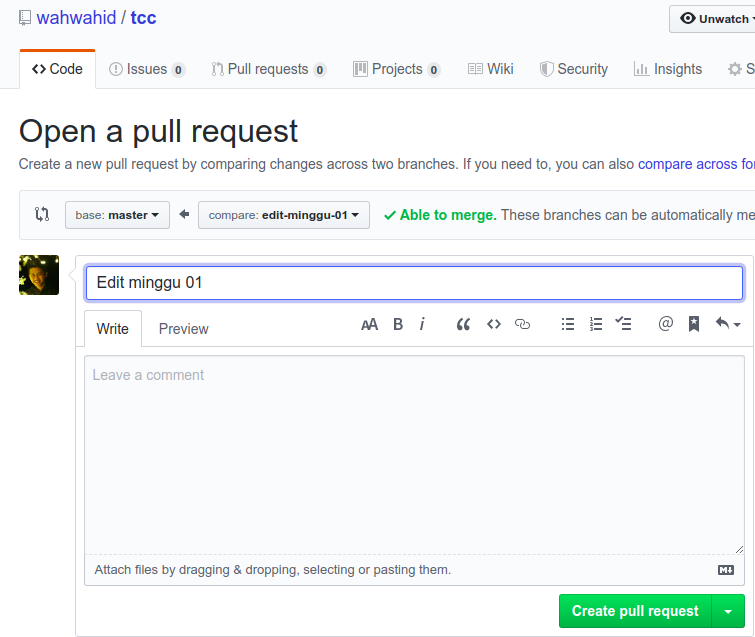 wahwahid / tcc
Unwatch
Code
Issues 0
Pull requests 0
Projects 0
Wiki
Security
Insights
S
Open a pull request
Create a new pull request by comparing changes across two branches. If you need to, you can also compare across for
base: master
compare: edit-minggu-01
Able to merge. These branches can be automatically me
Edit minggu 01
Write
Preview
AA B i
Leave a comment
Attach files by dragging & dropping, selecting or pasting them.
Create pull request